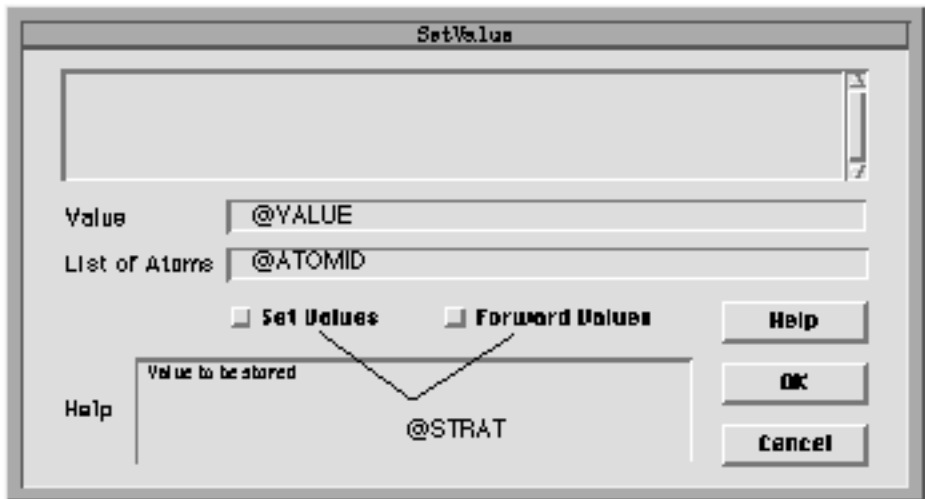 SetValue
Value @VALUE
List of Atoms @ATOMID
Set Values Forward Values Help
Value to be stored
OK
Help
@STRAT
Cancel